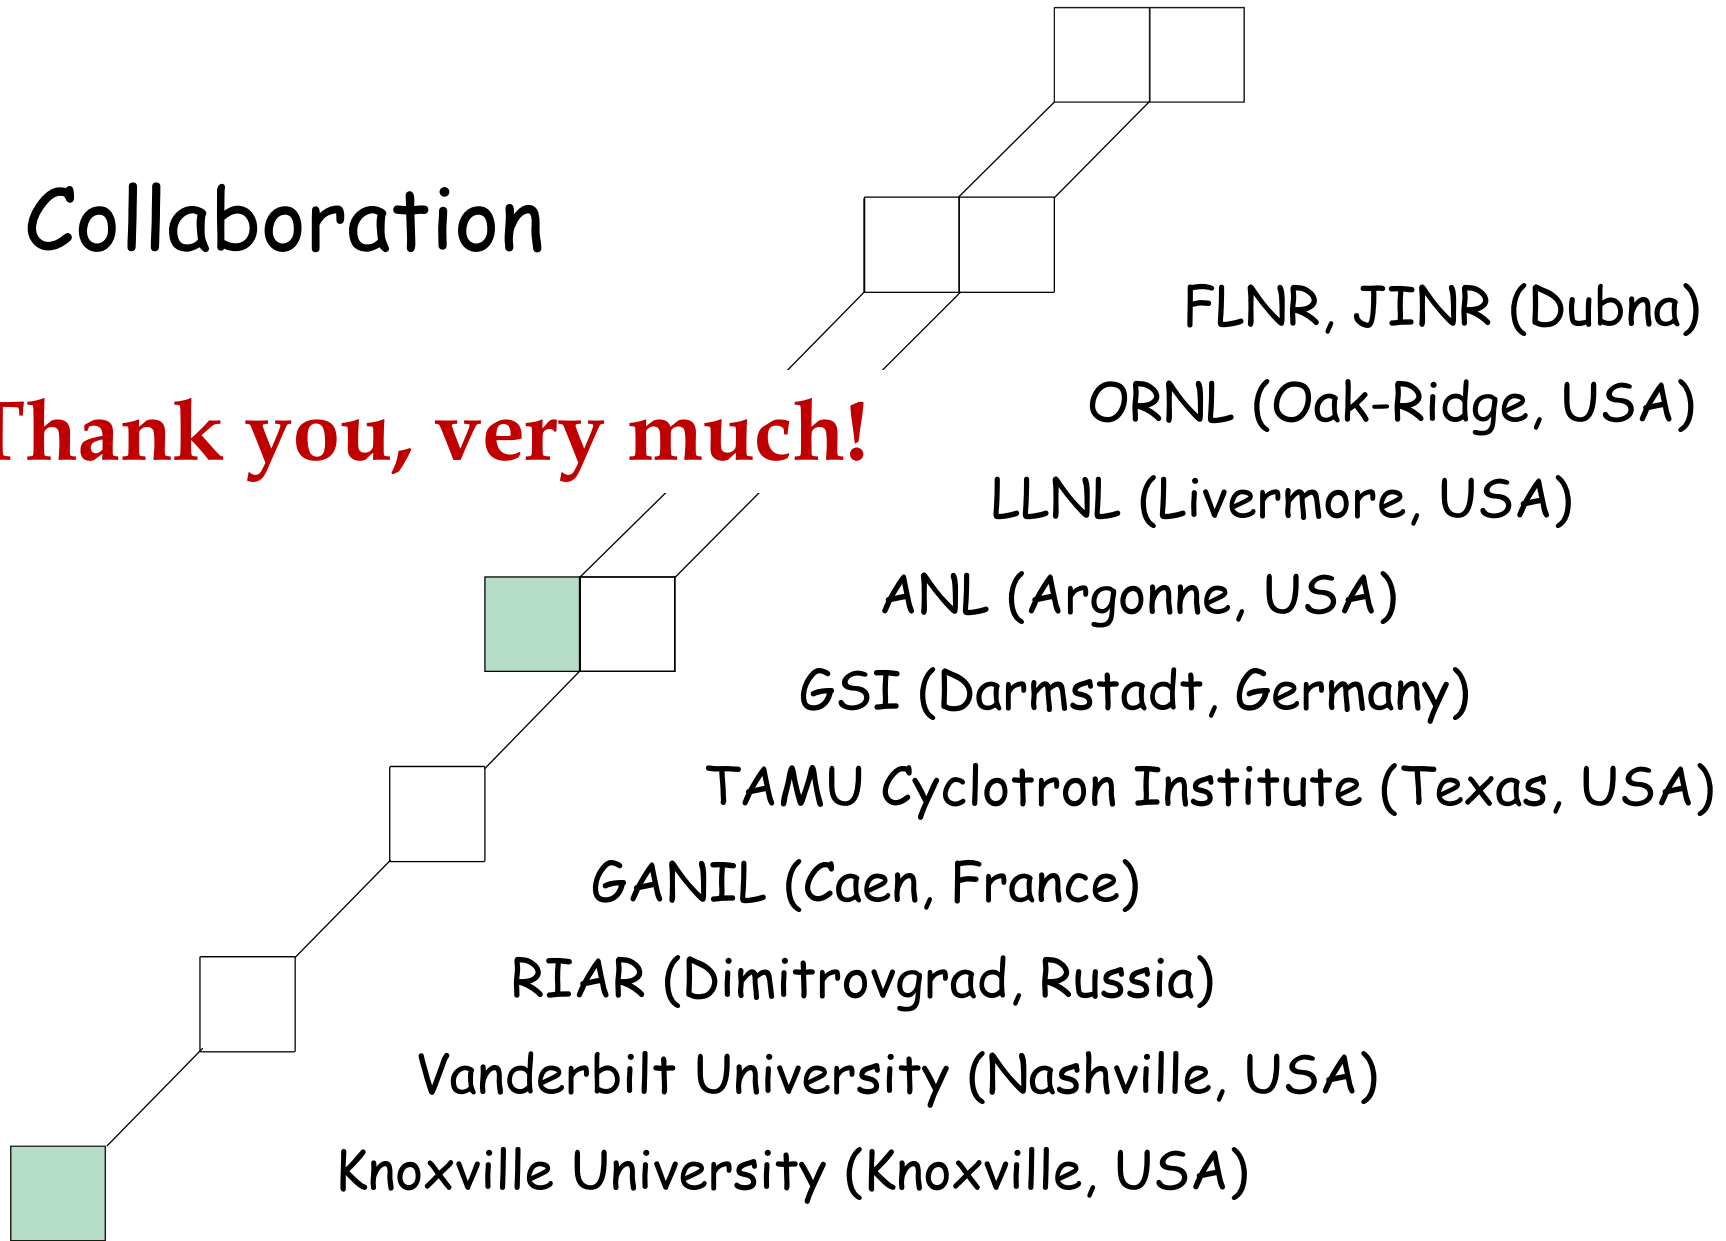 Collaboration
FLNR, JINR (Dubna)
Thank you, very much!
ORNL (Oak-Ridge, USA)
LLNL (Livermore, USA)
ANL (Argonne, USA)
GSI (Darmstadt, Germany)
TAMU Cyclotron Institute (Texas, USA)
GANIL (Caen, France)
RIAR (Dimitrovgrad, Russia)
Vanderbilt University (Nashville, USA)
Knoxville University (Knoxville, USA)